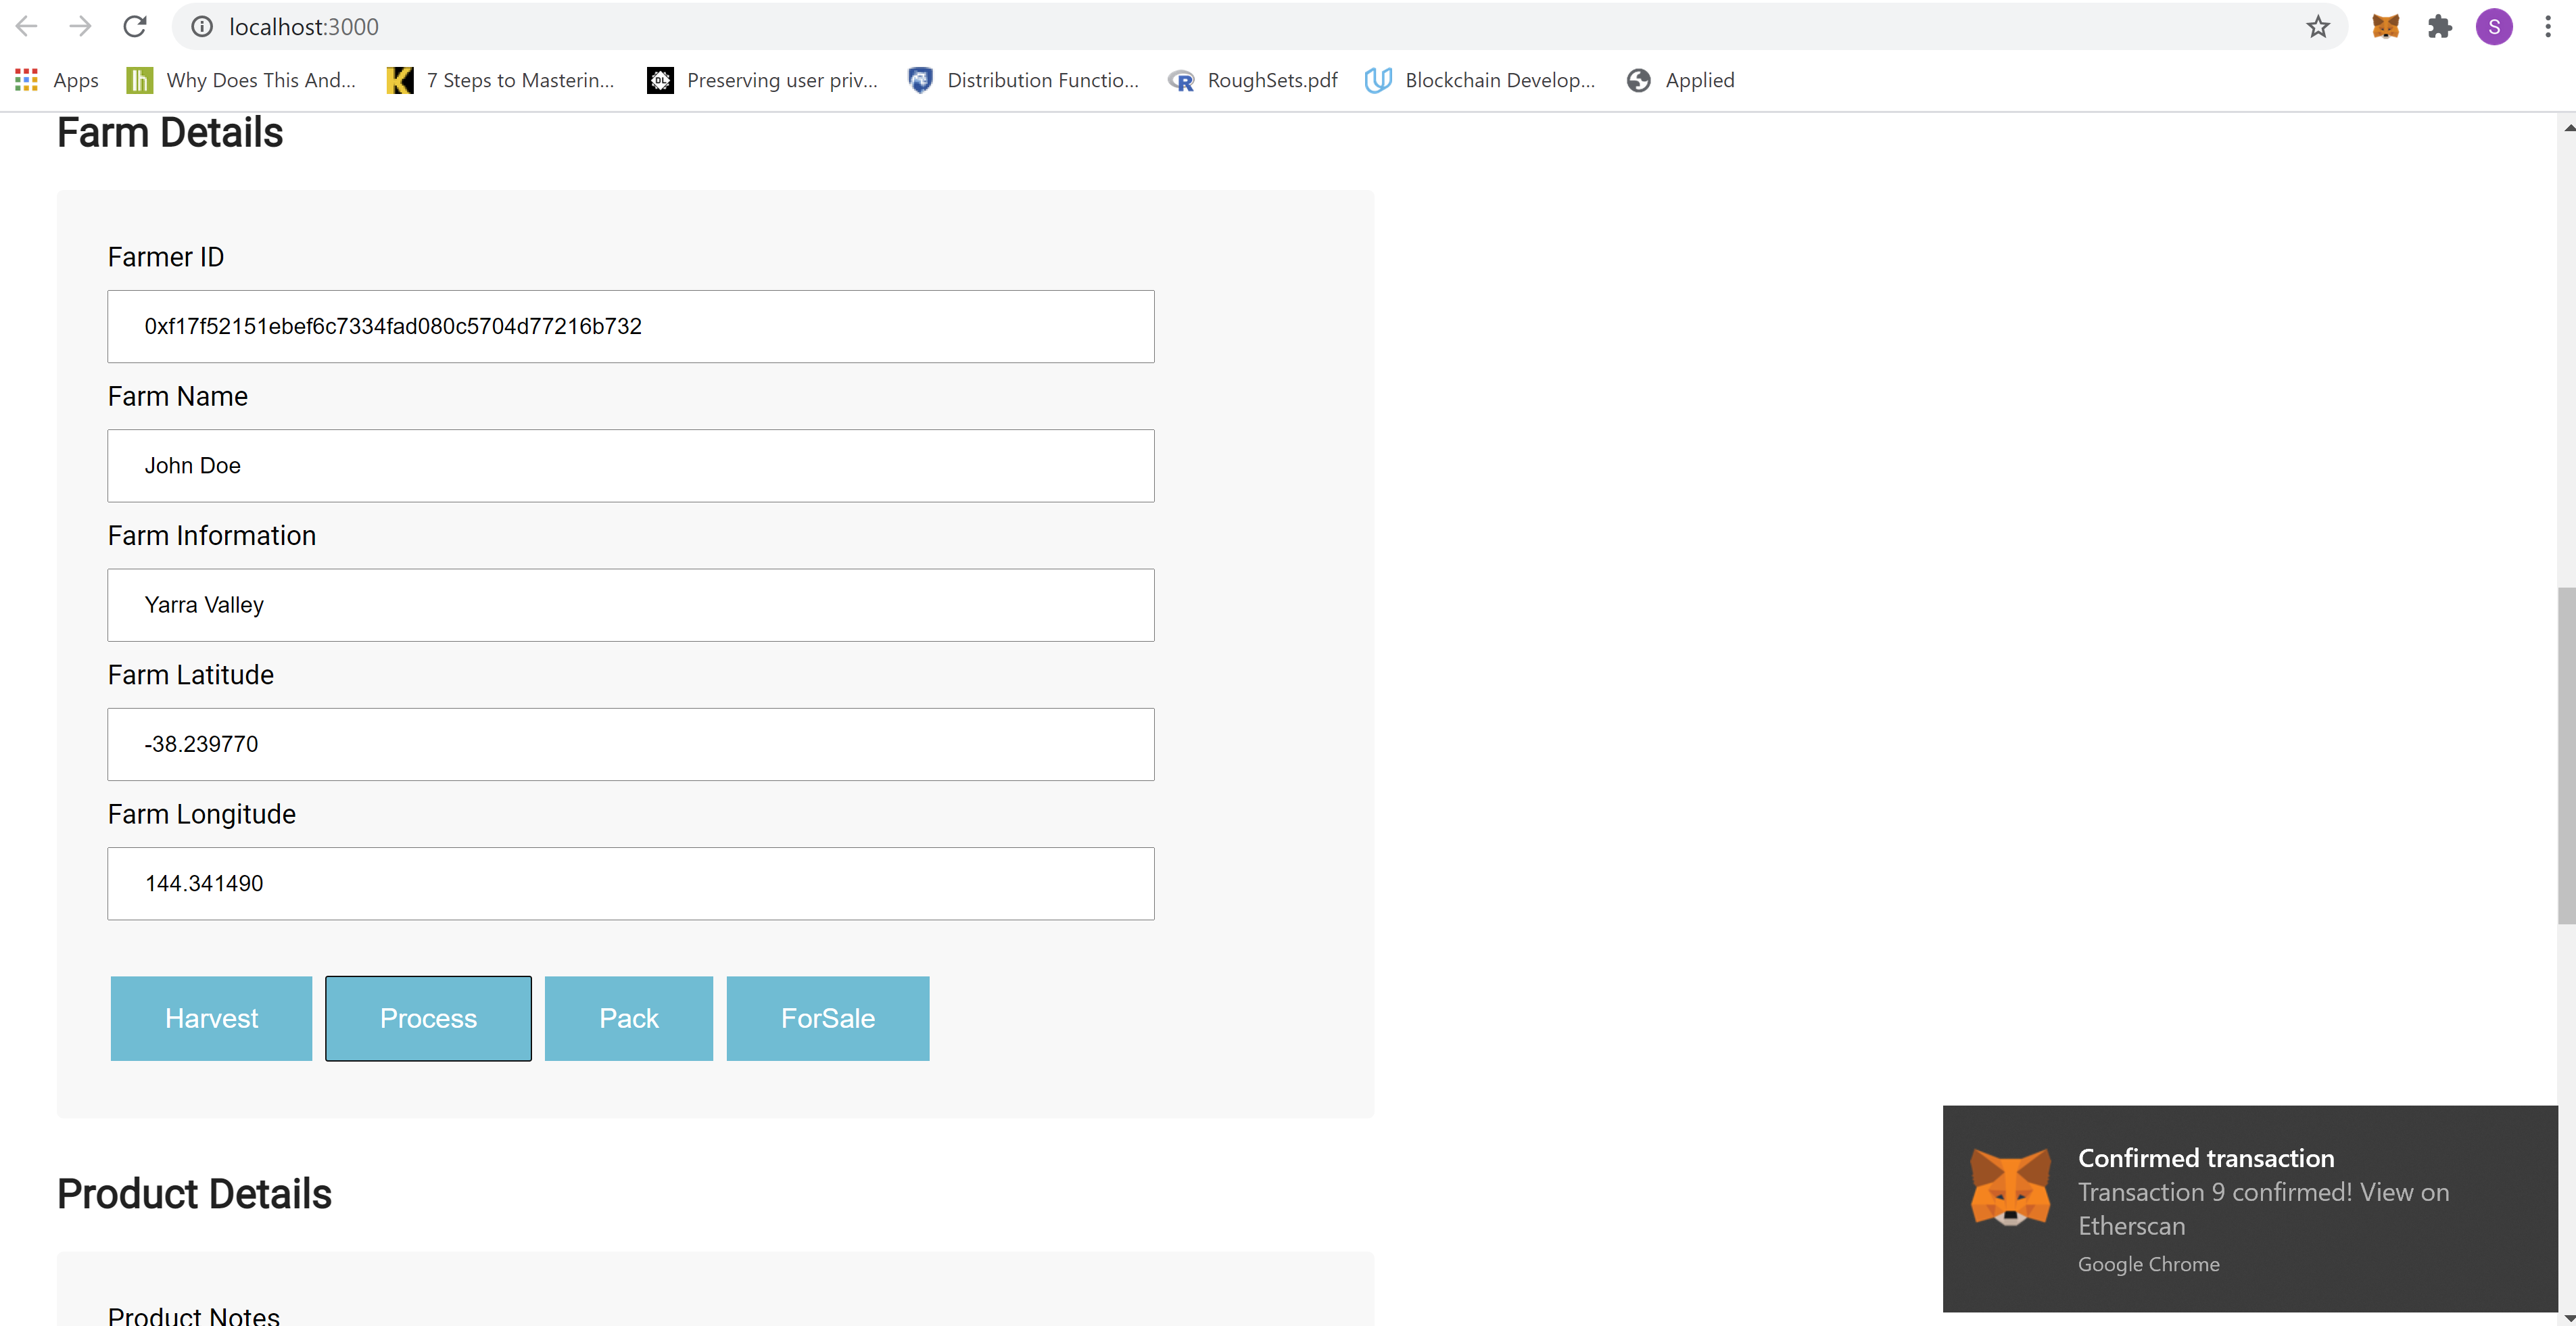 localhost:3000
S
Apps
Why Does This And...
7 Steps to Masterin...
Preserving user priv...
Distribution Functio...
RoughSets.pdf
Blockchain Develop...
Applied
Farm Details
Farmer ID
0xf17f52151ebef6c7334fad080c5704d77216b732
Farm Name
John Doe
Farm Information
Yarra Valley
Farm Latitude
-38.239770
Farm Longitude
144.341490
Harvest
Process
Pack
ForSale
Product Details
Product Notes
Confirmed transaction
Transaction 9 confirmed! View on
Etherscan
Google Chrome